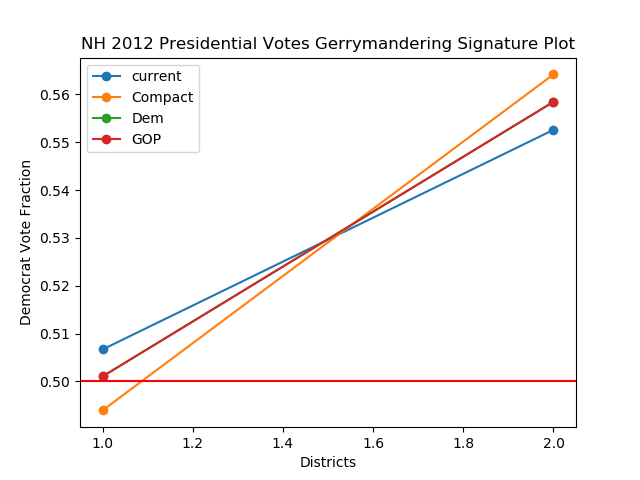 NH 2012 Presidential Votes Gerrymandering Signature Plot
current
Compact
Dem
GOP
Democrat Vote Fraction
0.56
0.55
0.54
0.53
0.52
0.51
0.50
1.0 1.2 1.4 1.6 1.8 2.0
Districts